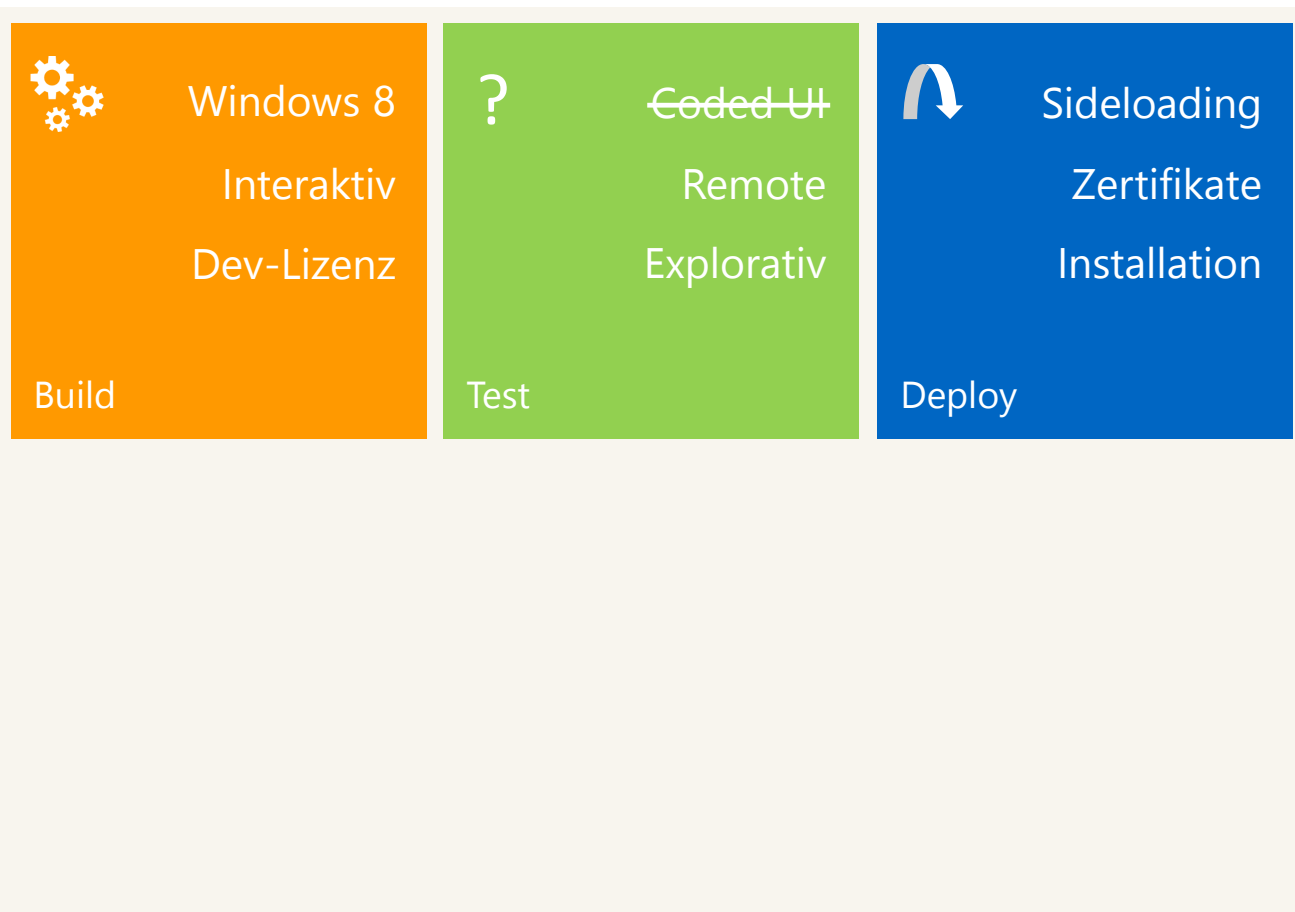 Windows 8
Interaktiv
Dev-Lizenz
Build
?
Coded UI
Remote
Explorativ
Test
Sideloading
Zertifikate
Installation
Deploy